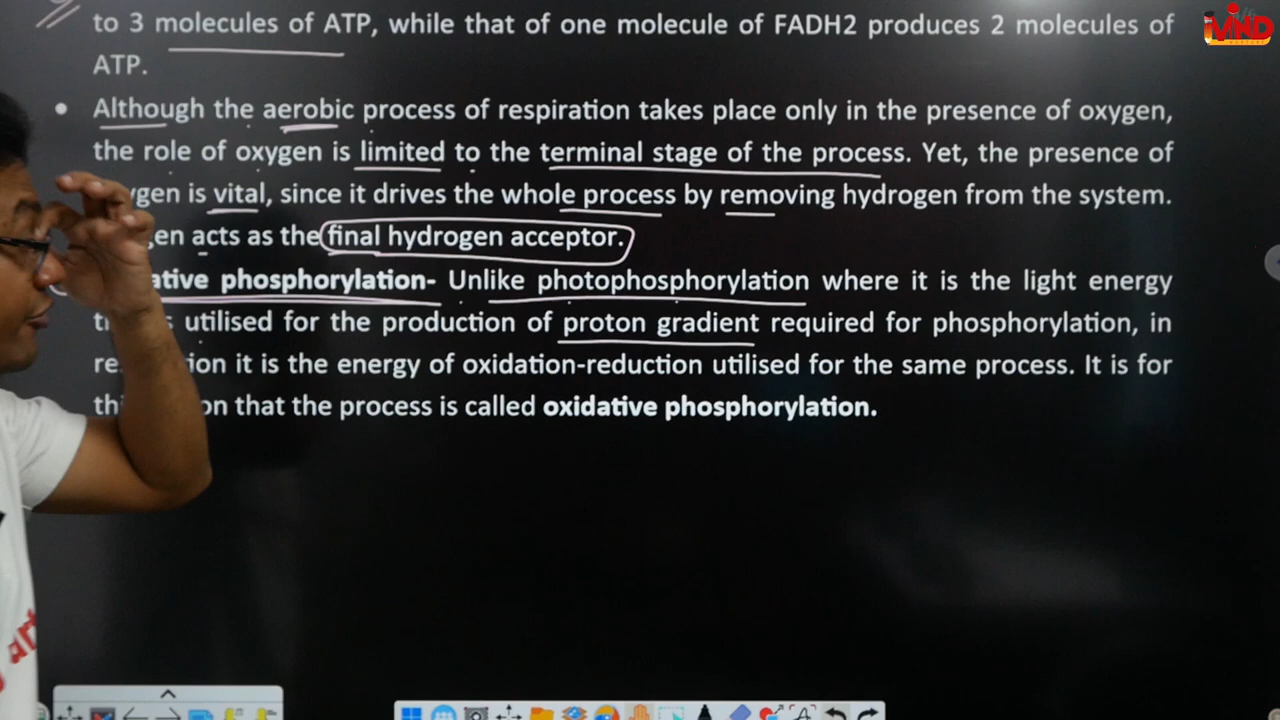 to 3 molecules of ATP, while that of one molecule of FADH2 produces 2 molecules of
ATP.
• Although the aerobic process of respiration takes place only in the presence of oxygen,
the role of oxygen is limited to the terminal stage of the process. Yet, the presence of
ygen is vital, since it drives the whole process by removing hydrogen from the system.
en acts as the final hydrogen acceptor.
ative phosphorylation- Unlike photophosphorylation where it is the light energy
utilised for the production of proton gradient required for phosphorylation, in
it is the energy of oxidation-reduction utilised for the same process. It is for
that the process is called oxidative phosphorylation.